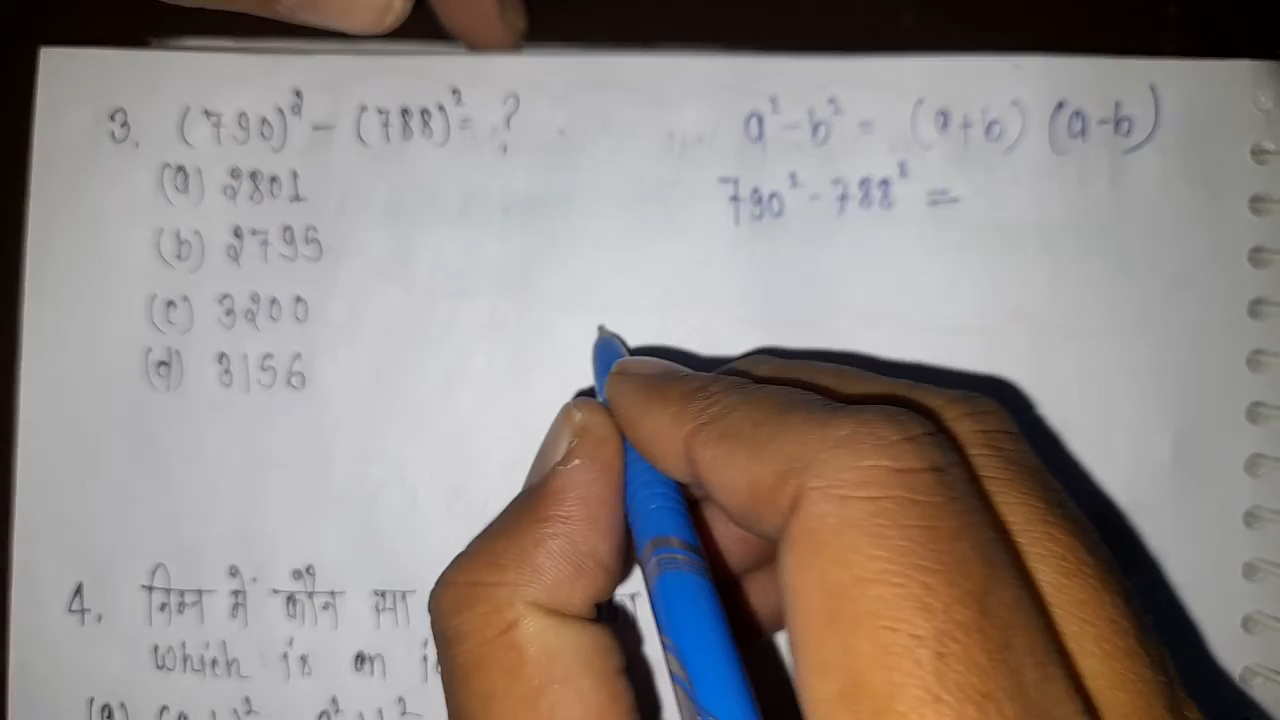 3. (790)² - (788)² = ?
(a) 2801
(b) 2795
(c) 3200
(d) 3156
a² - b² = (a+b) (a-b)
790² - 788² =
4. निम्न में कौन सा
which is an
(a)